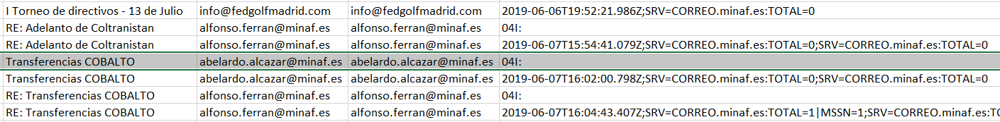 I Torneo de directivos - 13 de Julio info@fedgolfmadrid.com info@fedgolfmadrid.com 2019-06-06T19:52:21.986Z;SRV=CORREO.minaf.es:TOTAL=0
RE: Adelanto de Coltranistan alfonso.ferran@minaf.es alfonso.ferran@minaf.es 04I:
RE: Adelanto de Coltranistan alfonso.ferran@minaf.es alfonso.ferran@minaf.es 2019-06-07T15:54:41.079Z;SRV=CORREO.minaf.es:TOTAL=0;SRV=CORREO.minaf.es:TOTAL=0
Transferencias COBALTO abelardo.alcazar@minaf.es abelardo.alcazar@minaf.es 04I:
Transferencias COBALTO abelardo.alcazar@minaf.es abelardo.alcazar@minaf.es 2019-06-07T16:02:00.798Z;SRV=CORREO.minaf.es:TOTAL=0;SRV=CORREO.minaf.es:TOTAL=0
RE: Transferencias COBALTO alfonso.ferran@minaf.es alfonso.ferran@minaf.es 04I:
RE: Transferencias COBALTO alfonso.ferran@minaf.es alfonso.ferran@minaf.es 2019-06-07T16:04:43.407Z;SRV=CORREO.minaf.es:TOTAL=1|MSSN=1;SRV=CORREO.minaf.es:TO